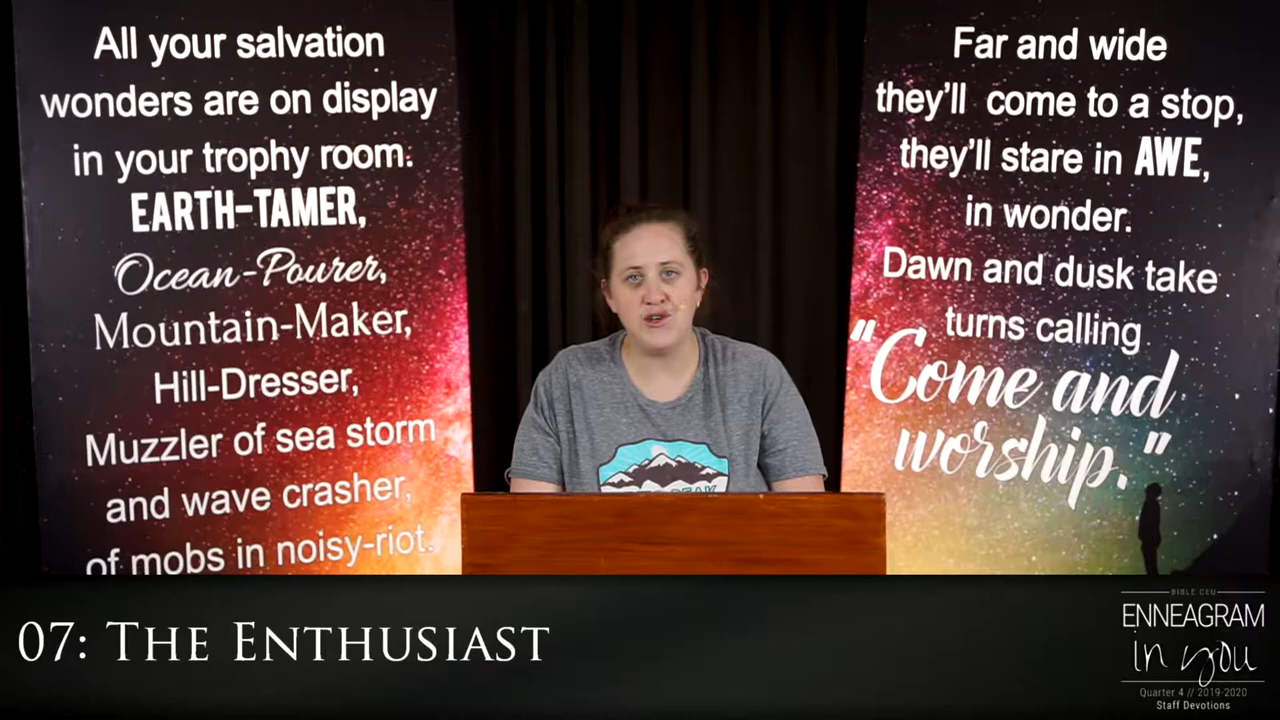 All your salvation
wonders are on display
in your trophy room.
EARTH-TAMER,
Ocean-Pourer,
Mountain-Maker,
Hill-Dresser,
Muzzler of sea storm
and wave crasher,
of mobs in noisy-riot.
Far and wide
they'll come to a stop,
they'll stare in AWE,
in wonder.
Dawn and dusk take
turns calling
"Come and
worship."
PEAK
07: THE ENTHUSIAST
BIBLE CEU
ENNEAGRAM
in you
Quarter 4 // 2019-2020
Staff Devotions